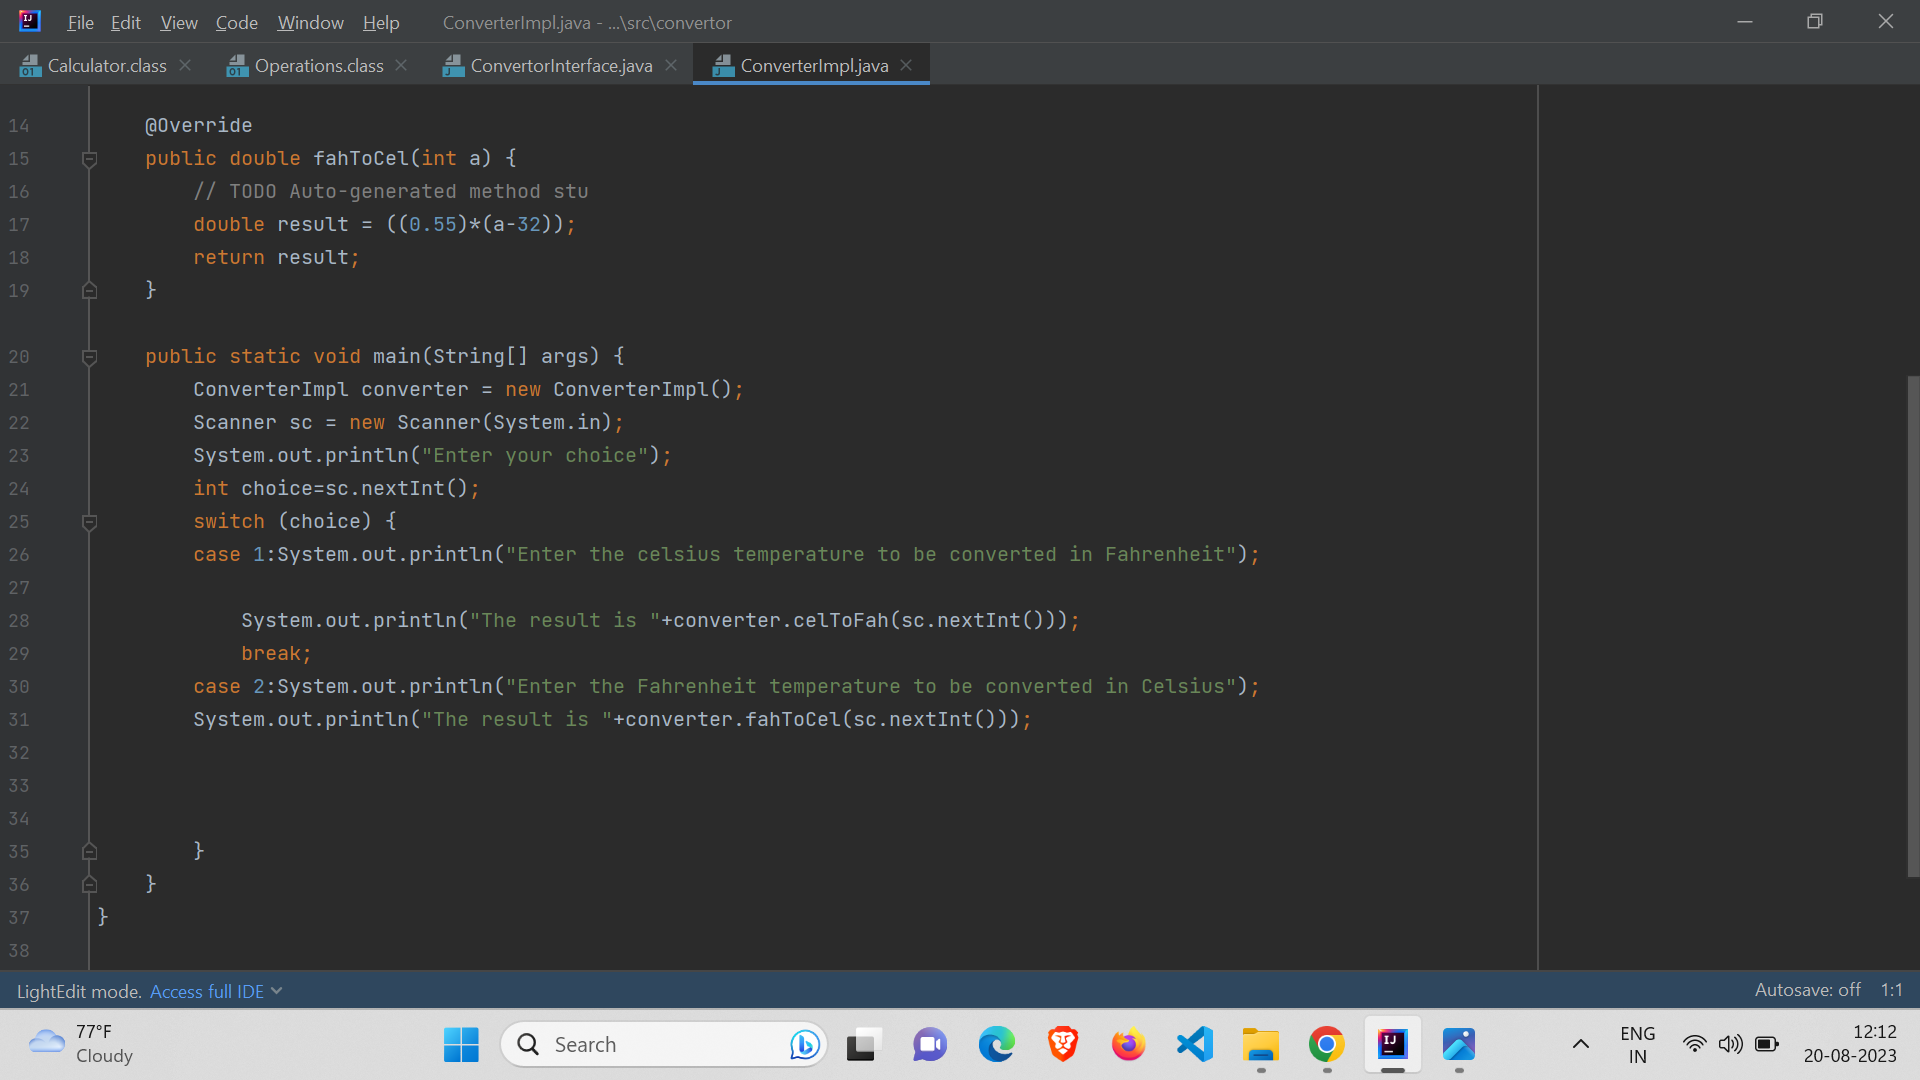 File Edit View Code Window Help ConverterImpl.java - ...\src\convertor
Calculator.class Operations.class ConvertorInterface.java ConverterImpl.java
14 @Override
15 public double fahToCel(int a) {
16 // TODO Auto-generated method stu
17 double result = ((0.55)*(a-32));
18 return result;
19 }
20 public static void main(String[] args) {
21 ConverterImpl converter = new ConverterImpl();
22 Scanner sc = new Scanner(System.in);
23 System.out.println("Enter your choice");
24 int choice=sc.nextInt();
25 switch (choice) {
26 case 1:System.out.println("Enter the celsius temperature to be converted in Fahrenheit");
27
28 System.out.println("The result is "+converter.celToFah(sc.nextInt()));
29 break;
30 case 2:System.out.println("Enter the Fahrenheit temperature to be converted in Celsius");
31 System.out.println("The result is "+converter.fahToCel(sc.nextInt()));
32
33
34
35 }
36 }
37 }
38
LightEdit mode. Access full IDE Autosave: off 1:1
77°F
Cloudy
Search
ENG
IN
12:12
20-08-2023